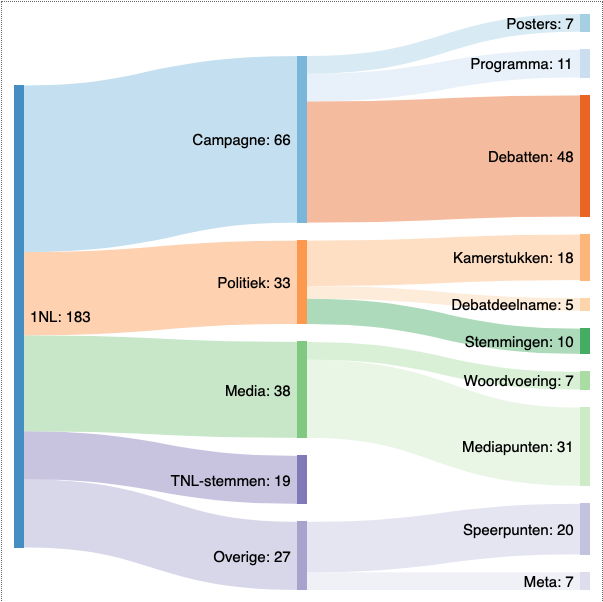 Posters: 7
Programma: 11
Campagne: 66
Debatten: 48
Kamerstukken: 18
Politiek: 33
Debatdeelname: 5
1NL: 183
Stemmingen: 10
Woordvoering: 7
Media: 38
Mediapunten: 31
TNL-stemmen: 19
Speerpunten: 20
Overige: 27
Meta: 7